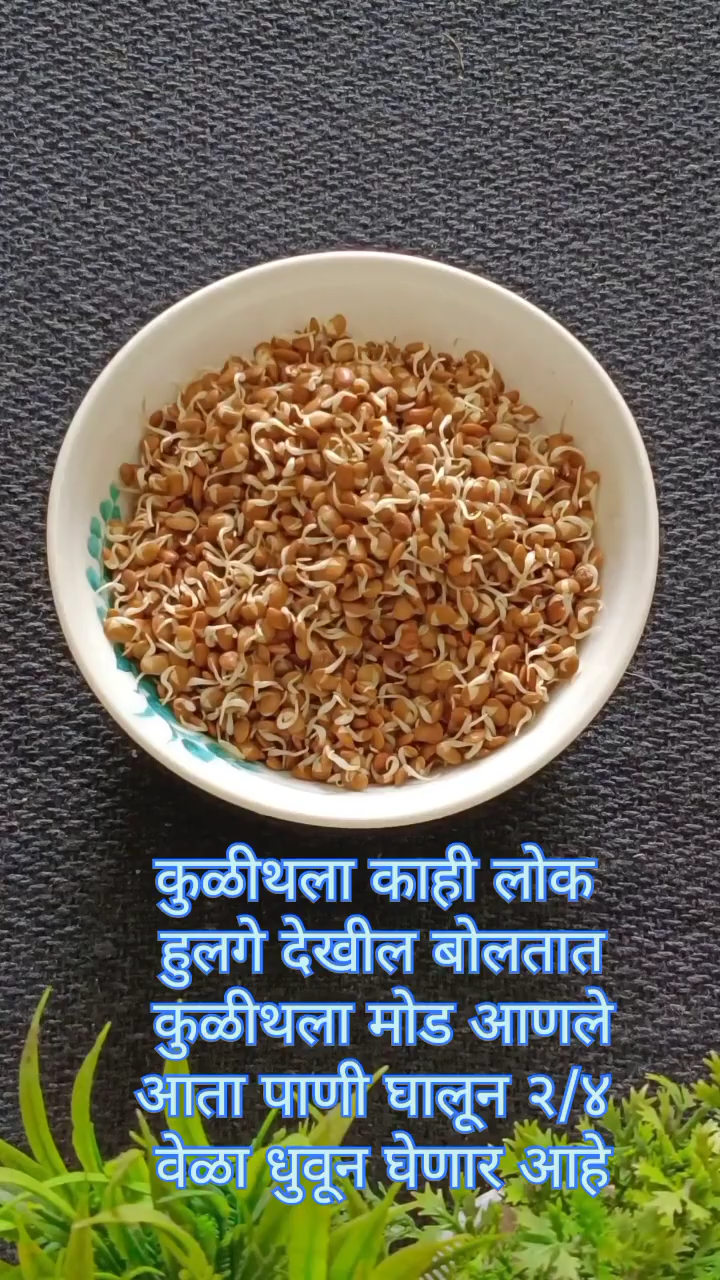 कुळीथला काही लोक
हुलगे देखील बोलतात
कुळीथला मोड आणले
आता पाणी घालून २/४
वेळा धुवून घेणार आहे